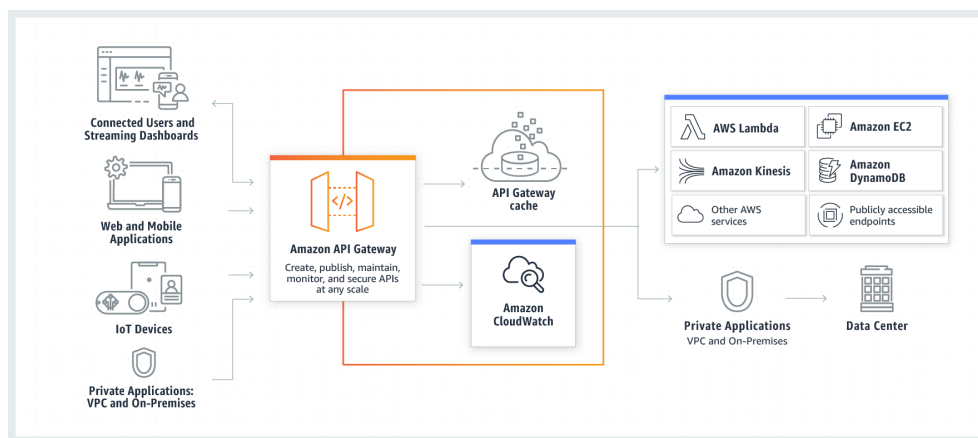 Connected Users and
Streaming Dashboards
Web and Mobile
Applications
IoT Devices
Private Applications:
VPC and On-Premises
</>
Amazon API Gateway
Create, publish, maintain,
monitor, and secure APIs
at any scale
API Gateway
cache
Amazon
CloudWatch
AWS Lambda
Amazon EC2
Amazon Kinesis
Amazon
DynamoDB
Other AWS
services
Publicly accessible
endpoints
Private Applications
VPC and On-Premises
Data Center